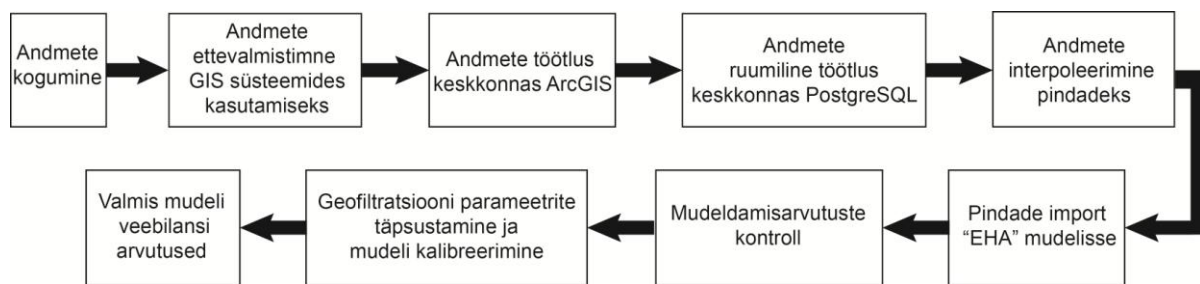 Andmete
kogumine
Andmete
ettevalmistimne
GIS süsteemides
kasutamiseks
Andmete töötlus
keskkonnas ArcGIS
Andmete
ruumiline töötlus
keskkonnas PostgreSQL
Andmete
interpoleerimine
pindadeks
Pindade import
“EHA” mudelisse
Mudeldamisarvutuste
kontroll
Geofiltratsiooni parameetrite
täpsustamine ja
mudeli kalibreerimine
Valmis mudeli
veebilansi
arvutused